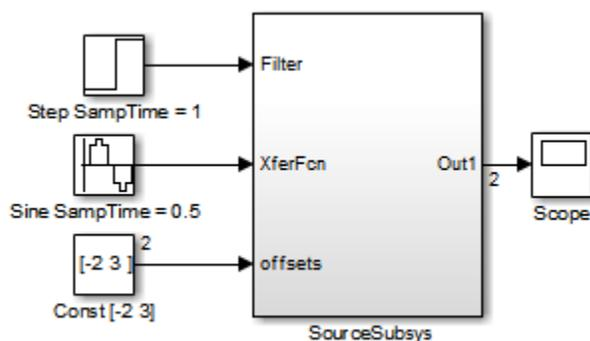 Filter
Step SampTime = 1
XferFcn
Out1
2
Sine SampTime = 0.5
Scope
2
[-2 3 ]
offsets
Const [-2 3]
SourceSubsys